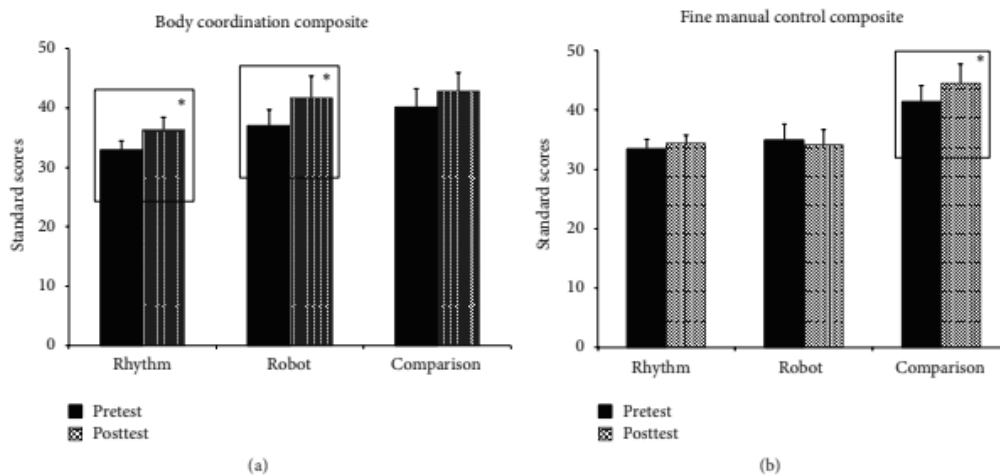 Body coordination composite
50
40
30
20
10
0
Standard scores
*
*
Rhythm
Robot
Comparison
Pretest
Posttest
(a)
Fine manual control composite
50
40
30
20
10
0
Standard scores
*
Rhythm
Robot
Comparison
Pretest
Posttest
(b)